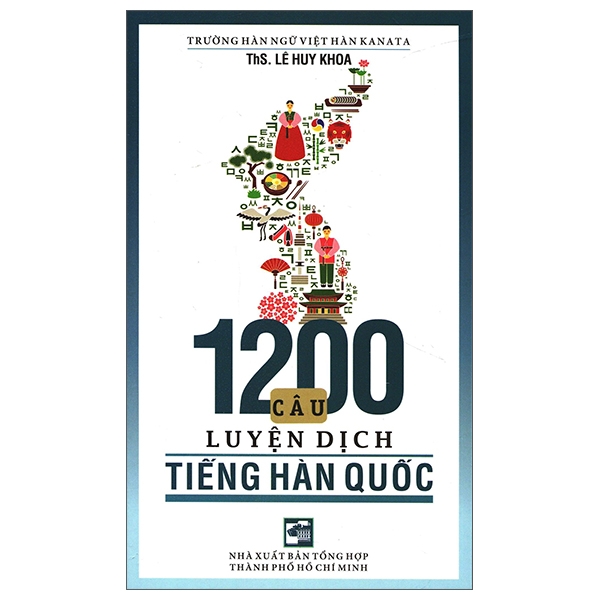 TRƯỜNG HÀN NGỮ VIỆT HÀN KANATA
ThS. LÊ HUY KHOA
1200
CÂU
LUYỆN DỊCH
TIẾNG HÀN QUỐC
NHÀ XUẤT BẢN TỔNG HỢP
THÀNH PHỐ HỒ CHÍ MINH